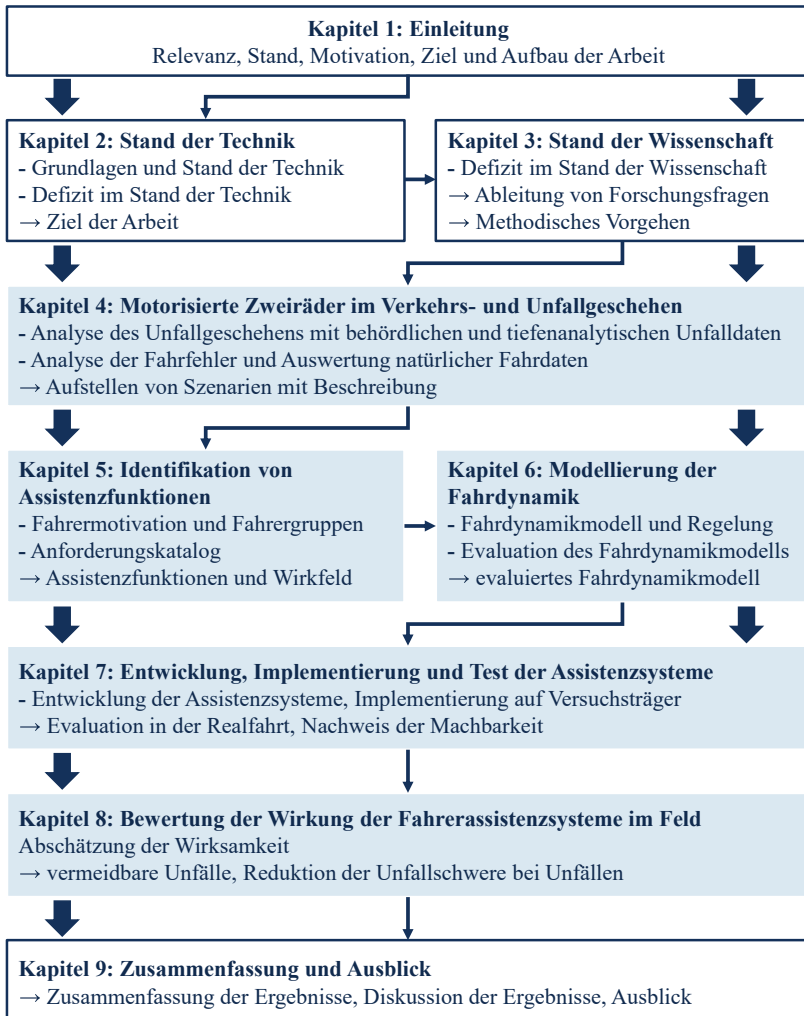 Kapitel 1: Einleitung
Relevanz, Stand, Motivation, Ziel und Aufbau der Arbeit
Kapitel 2: Stand der Technik
- Grundlagen und Stand der Technik
- Defizit im Stand der Technik
→ Ziel der Arbeit
Kapitel 3: Stand der Wissenschaft
- Defizit im Stand der Wissenschaft
→ Ableitung von Forschungsfragen
→ Methodisches Vorgehen
Kapitel 4: Motorisierte Zweiräder im Verkehrs- und Unfallgeschehen
- Analyse des Unfallgeschehens mit behördlichen und tiefenanalytischen Unfalldaten
- Analyse der Fahrfehler und Auswertung natürlicher Fahrdaten
→ Aufstellen von Szenarien mit Beschreibung
Kapitel 5: Identifikation von
Assistenzfunktionen
- Fahrermotivation und Fahrergruppen
- Anforderungskatalog
→ Assistenzfunktionen und Wirkfeld
Kapitel 6: Modellierung der
Fahrdynamik
- Fahrdynamikmodell und Regelung
- Evaluation des Fahrdynamikmodells
→ evaluiertes Fahrdynamikmodell
Kapitel 7: Entwicklung, Implementierung und Test der Assistenzsysteme
- Entwicklung der Assistenzsysteme, Implementierung auf Versuchsträger
→ Evaluation in der Realfahrt, Nachweis der Machbarkeit
Kapitel 8: Bewertung der Wirkung der Fahrerassistenzsysteme im Feld
Abschätzung der Wirksamkeit
→ vermeidbare Unfälle, Reduktion der Unfallschwere bei Unfällen
Kapitel 9: Zusammenfassung und Ausblick
→ Zusammenfassung der Ergebnisse, Diskussion der Ergebnisse, Ausblick